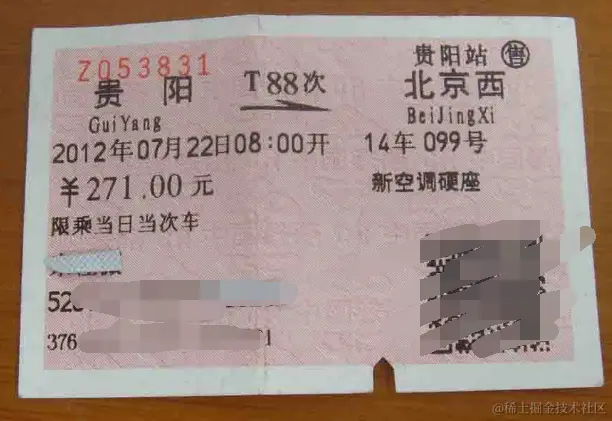 Z053831
贵阳站 售
贵阳 T88次 北京西
GuiYang BeiJingXi
2012年07月22日08:00开 14车 099号
￥271.00元 新空调硬座
限乘当日当次车
52
376 1
@稀土掘金技术社区